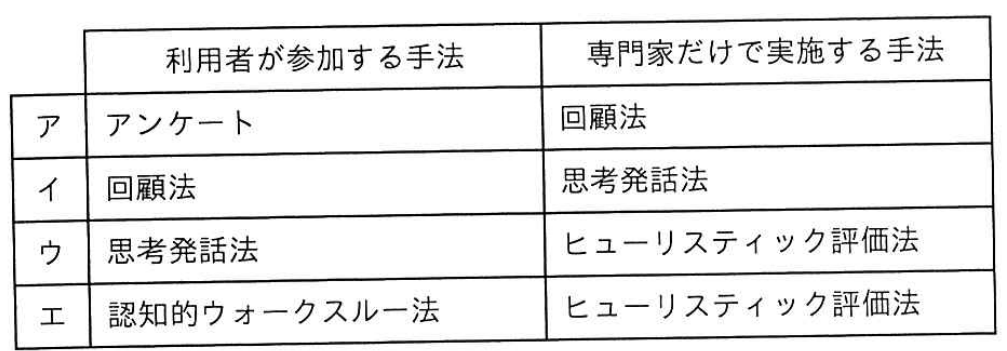 利用者が参加する手法 専門家だけで実施する手法
ア アンケート 回顧法
イ 回顧法 思考発話法
ウ 思考発話法 ヒューリスティック評価法
エ 認知的ウォークスルー法 ヒューリスティック評価法